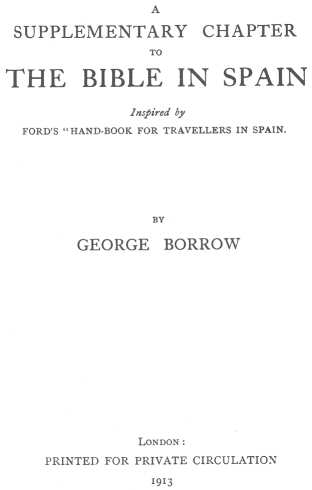 A
SUPPLEMENTARY CHAPTER
TO
THE BIBLE IN SPAIN
Inspired by
FORD'S "HAND-BOOK FOR TRAVELLERS IN SPAIN.
BY
GEORGE BORROW
LONDON:
PRINTED FOR PRIVATE CIRCULATION
1913